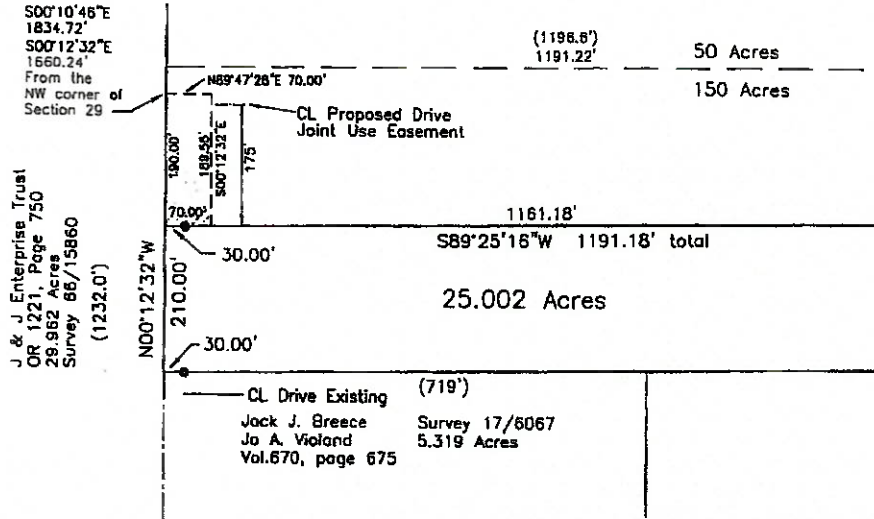 S00°10'46"E
1834.72'
S00°12'32"E
1660.24'
From the
NW corner of
Section 29
(1196.6')
1191.22'
50 Acres
150 Acres
N89°47'28"E 70.00'
CL Proposed Drive
Joint Use Easement
190.00'
189.55'
S00°12'32"E
175'
70.00'
30.00'
1161.18'
S89°25'16"W 1191.18' total
J & J Enterprise Trust
OR 1221, Page 750
29.962 Acres
Survey 66/15860
(1232.0')
N00°12'32"W
210.00'
25.002 Acres
30.00'
CL Drive Existing
(719')
Jack J. Breece
Jo A. Violand
Vol.670, page 675
Survey 17/6067
5.319 Acres